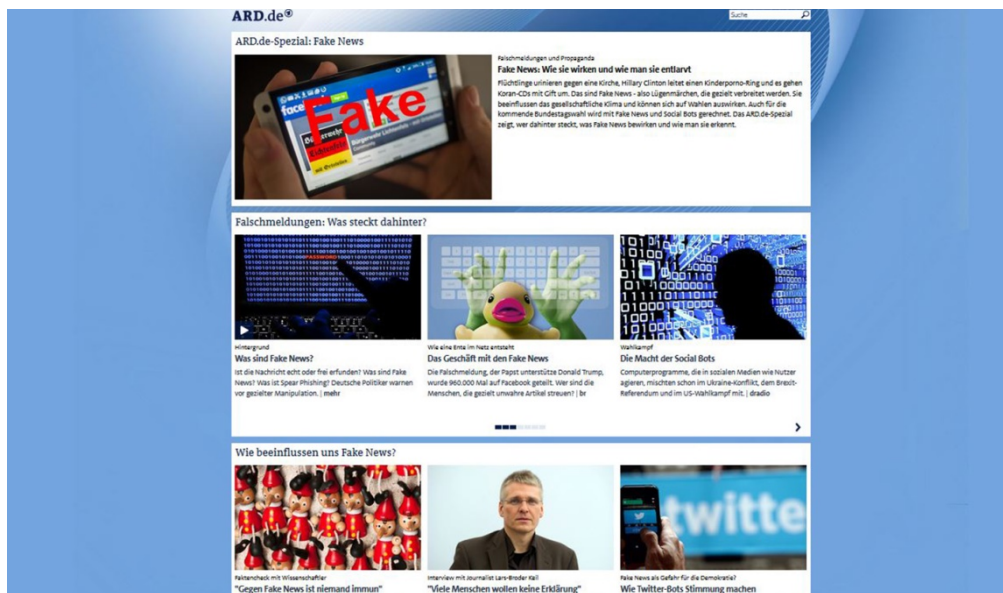 ARD.de
Suche
ARD.de-Spezial: Fake News
Falschmeldungen und Propaganda
Fake News: Wie sie wirken und wie man sie entlarvt
Flüchtlinge urinieren gegen eine Kirche, Hillary Clinton leitet einen Kinderporno-Ring und es gehen
Koran-CDs mit Gift um. Das sind Fake News - also Lügenmärchen, die gezielt verbreitet werden. Sie
beeinflussen das gesellschaftliche Klima und können sich auf Wahlen auswirken. Auch für die
kommende Bundestagswahl wird mit Fake News und Social Bots gerechnet. Das ARD.de-Spezial
zeigt, wer dahinter steckt, was Fake News bewirken und wie man sie erkennt.
Fake
Falschmeldungen: Was steckt dahinter?
PASSWORD
Hintergrund
Was sind Fake News?
Ist die Nachricht echt oder frei erfunden? Was sind Fake
News? Was ist Spear Phishing? Deutsche Politiker warnen
vor gezielter Manipulation. | mehr
Wie eine Ente im Netz entsteht
Das Geschäft mit den Fake News
Die Falschmeldung, der Papst unterstütze Donald Trump,
wurde 960.000 Mal auf Facebook geteilt. Wer sind die
Menschen, die gezielt unwahre Artikel streuen? | br
Wahlkampf
Die Macht der Social Bots
Computerprogramme, die in sozialen Medien wie Nutzer
agieren, mischten schon im Ukraine-Konflikt, dem Brexit-
Referendum und im US-Wahlkampf mit. | dradio
Wie beeinflussen uns Fake News?
twitte
Faktencheck mit Wissenschaftler
"Gegen Fake News ist niemand immun"
Interview mit Journalist Lars-Broder Keil
"Viele Menschen wollen keine Erklärung"
Fake News als Gefahr für die Demokratie?
Wie Twitter-Bots Stimmung machen